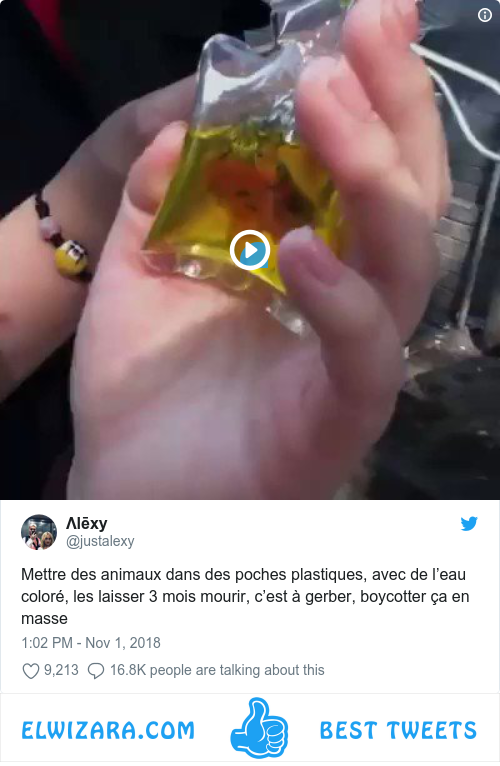 Λlēxy
@justalexy
Mettre des animaux dans des poches plastiques, avec de l’eau
coloré, les laisser 3 mois mourir, c’est à gerber, boycotter ça en
masse
1:02 PM - Nov 1, 2018
9,213 16.8K people are talking about this
ELWIZARA.COM BEST TWEETS